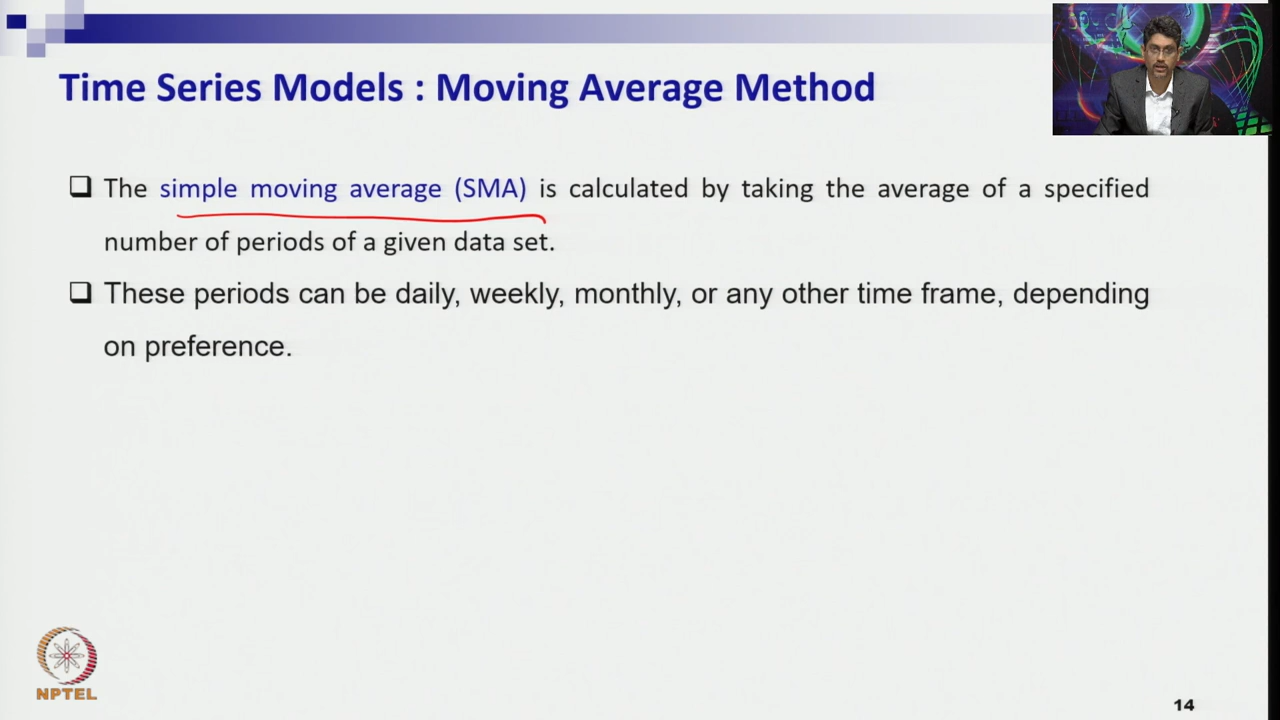 Time Series Models : Moving Average Method
❑ The simple moving average (SMA) is calculated by taking the average of a specified
number of periods of a given data set.
❑ These periods can be daily, weekly, monthly, or any other time frame, depending
on preference.
NPTEL
14